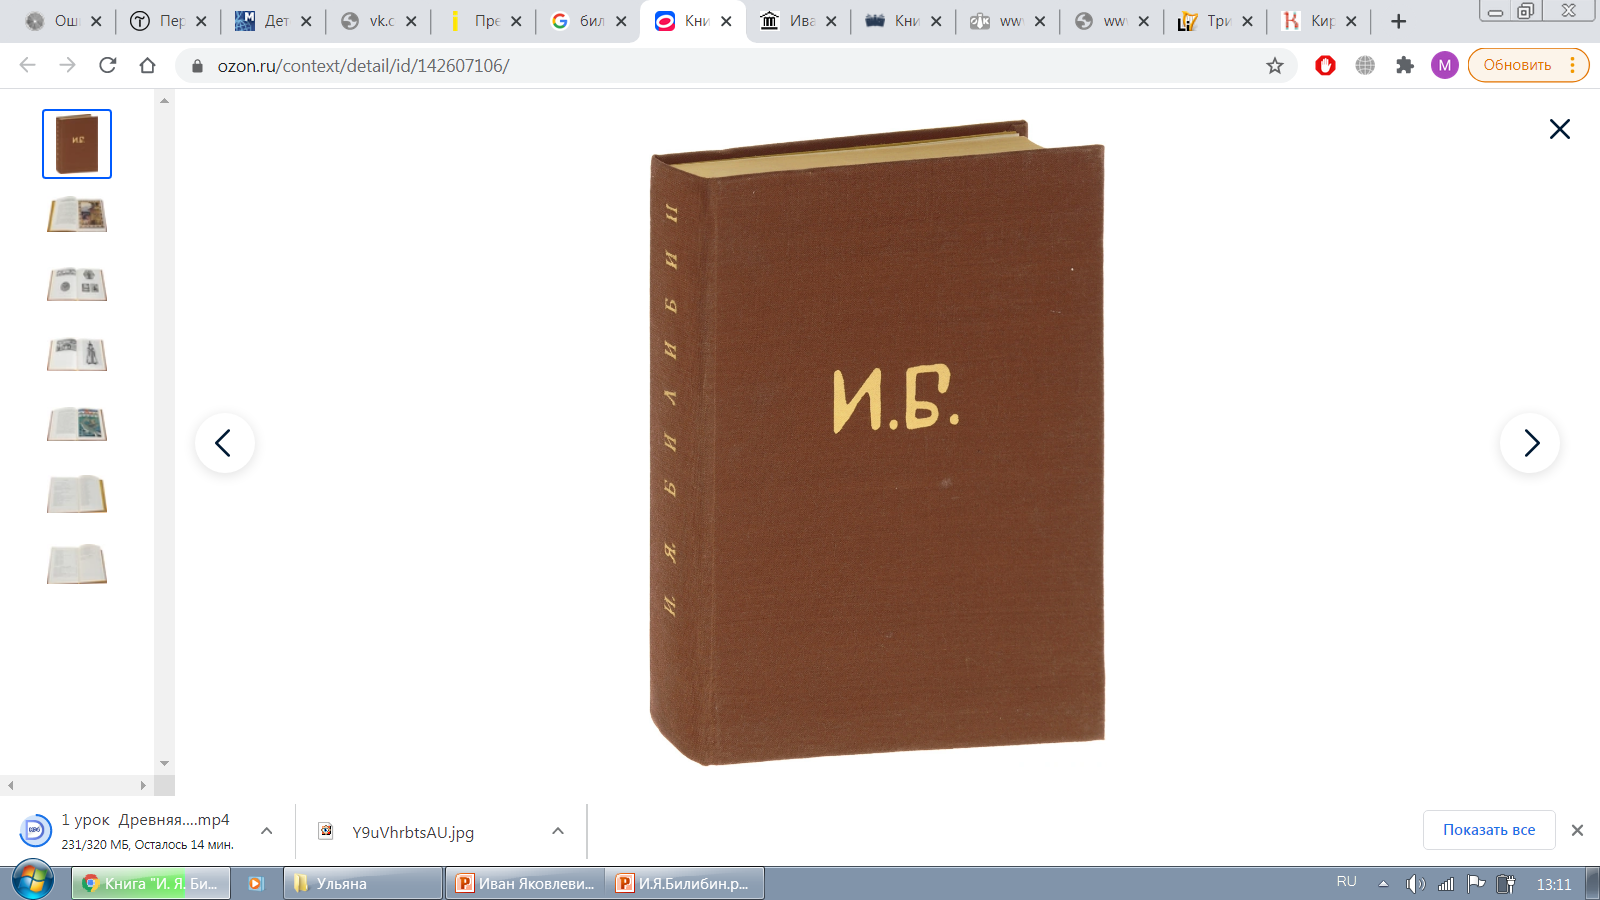 Ош
Пер
Дет
vk.c
Пре
бил
Кни
Ива
Кни
www
www
Три
Кир
ozon.ru/context/detail/id/142607106/
М
Обновить
И. Я. БИЛИБИН
И.Б.
1 урок Древняя....mp4
231/320 МБ, Осталось 14 мин.
Y9uVhrbtsAU.jpg
Показать все
Книга "И. Я. Би...
Ульяна
Иван Яковлеви...
И.Я.Билибин.p...
RU
13:11